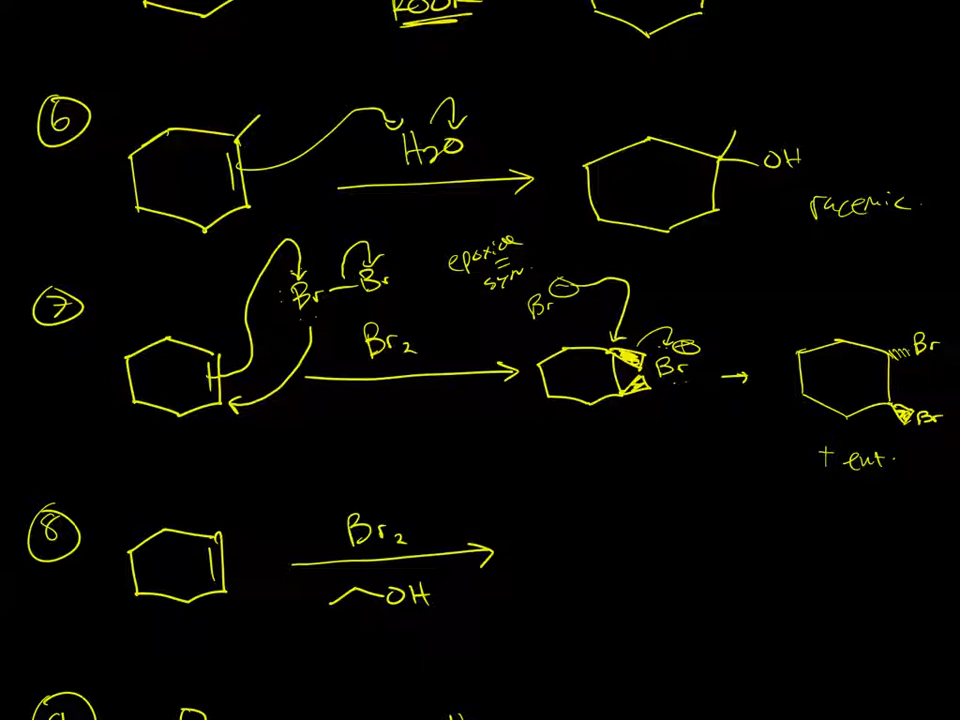 ROOR
6
H2O
OH
racemic.
7
Br—Br
epoxide
=
syn.
Br ⊖
Br2
Br ⊕
Br
Br
+ ent.
8
Br2
OH
9